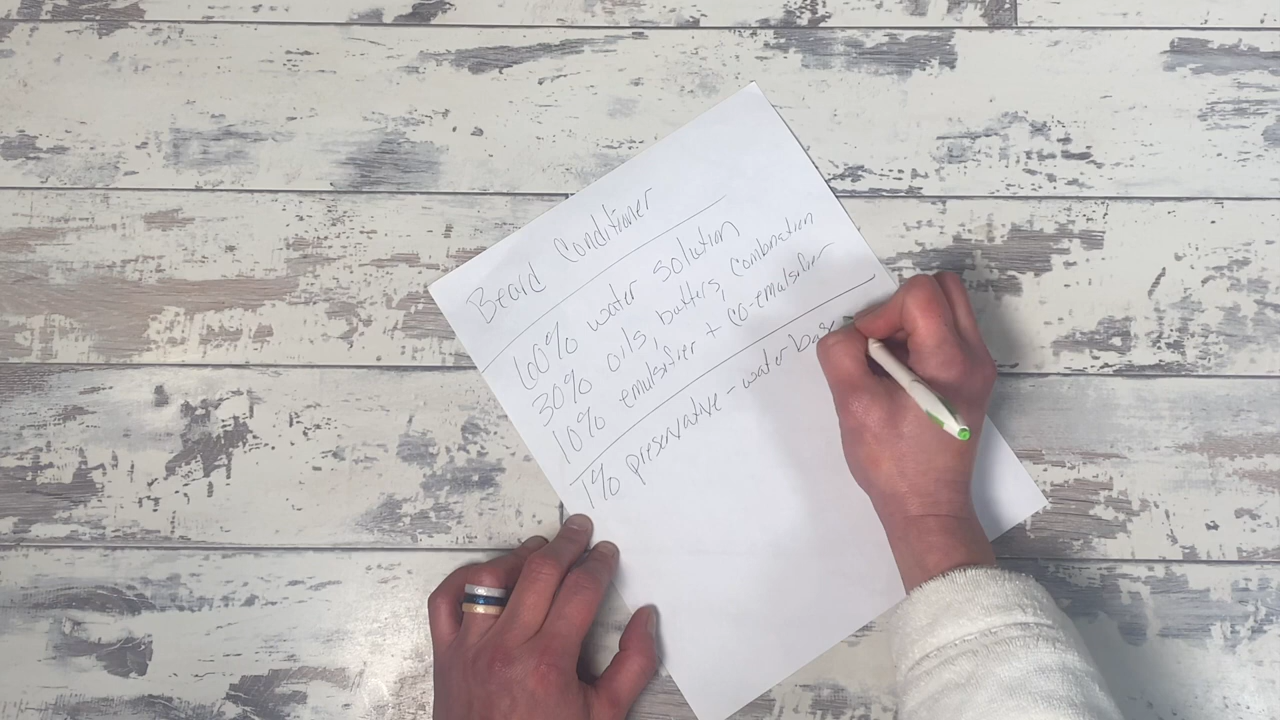 Beard Conditioner
60% water solution
30% oils, butters, combination
10% emulsifier + co-emulsifier
1% preservative - water base